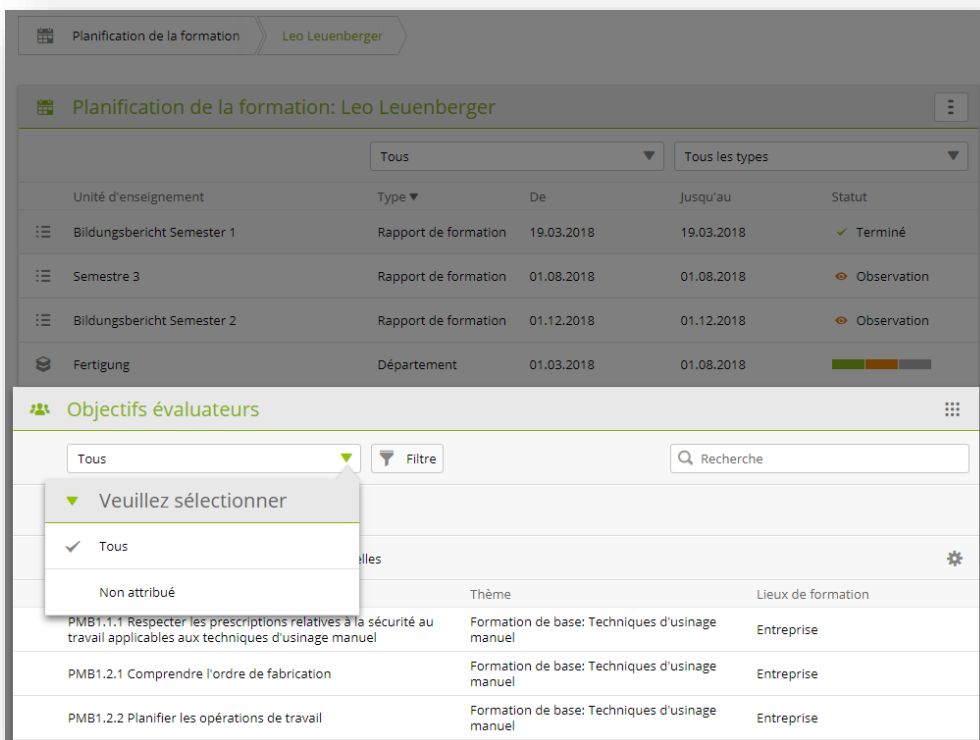 Planification de la formation Leo Leuenberger
Planification de la formation: Leo Leuenberger
Tous Tous les types
Unité d'enseignement Type De Jusqu'au Statut
Bildungsbericht Semester 1 Rapport de formation 19.03.2018 19.03.2018 Terminé
Semestre 3 Rapport de formation 01.08.2018 01.08.2018 Observation
Bildungsbericht Semester 2 Rapport de formation 01.12.2018 01.12.2018 Observation
Fertigung Département 01.03.2018 01.08.2018
Objectifs évaluateurs
Tous Filtre Recherche
Veuillez sélectionner
Tous
elles
Non attribué
Thème Lieux de formation
PMB1.1.1 Respecter les prescriptions relatives à la sécurité au
travail applicables aux techniques d'usinage manuel
Formation de base: Techniques d'usinage
manuel
Entreprise
PMB1.2.1 Comprendre l'ordre de fabrication
Formation de base: Techniques d'usinage
manuel
Entreprise
PMB1.2.2 Planifier les opérations de travail
Formation de base: Techniques d'usinage
manuel
Entreprise